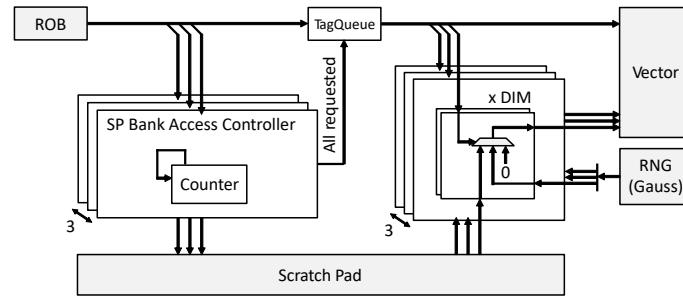 ROB
TagQueue
Vector
All requested
x DIM
SP Bank Access Controller
Counter
0
RNG
(Gauss)
3
3
Scratch Pad